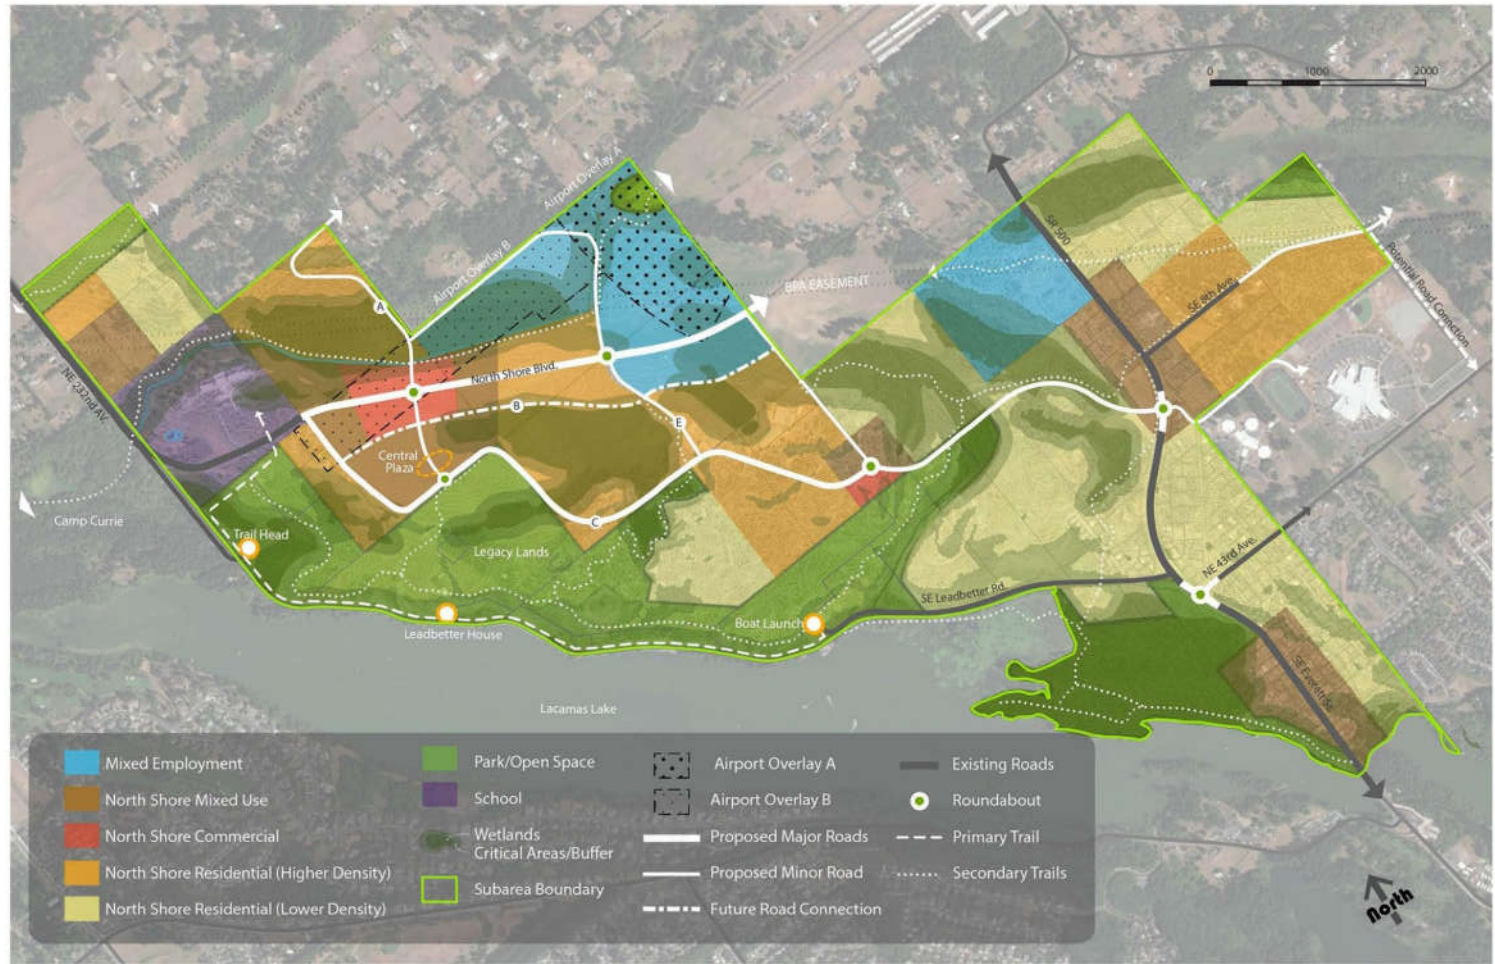 0 1000 2000
Airport Overlay A
Airport Overlay B
SR 500
BPA EASEMENT
Potential Road Connection
SE 8th Ave.
A
NE 232nd AV.
North Shore Blvd.
B
E
Central
Plaza
C
Camp Currie
Trail Head
Legacy Lands
NE 43rd Ave.
SE Leadbetter Rd.
Boat Launch
Leadbetter House
Lacamas Lake
Mixed Employment
North Shore Mixed Use
North Shore Commercial
North Shore Residential (Higher Density)
North Shore Residential (Lower Density)
Park/Open Space
School
Wetlands
Critical Areas/Buffer
Subarea Boundary
Airport Overlay A
Airport Overlay B
Proposed Major Roads
Proposed Minor Road
Future Road Connection
Existing Roads
Roundabout
Primary Trail
Secondary Trails
North